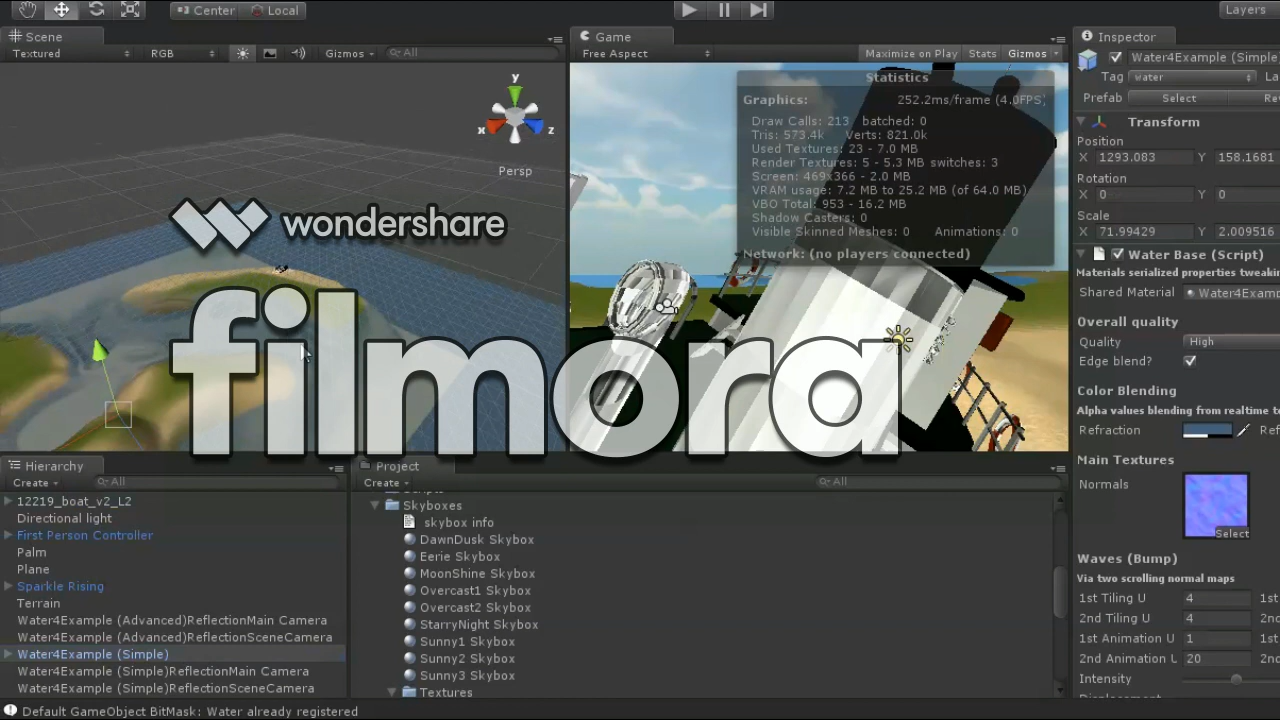 Center Local
Layers
Scene
Textured RGB Gizmos All
Game
Free Aspect Maximize on Play Stats Gizmos
Statistics
Graphics: 252.2ms/frame (4.0FPS)
Draw Calls: 213 batched: 0
Tris: 573.4k Verts: 821.0k
Used Textures: 23 - 7.0 MB
Render Textures: 5 - 5.3 MB switches: 3
Screen: 469x366 - 2.0 MB
VRAM usage: 7.2 MB to 25.2 MB (of 64.0 MB)
VBO Total: 953 - 16.2 MB
Shadow Casters: 0
Visible Skinned Meshes: 0 Animations: 0
Network: (no players connected)
y
x z
Persp
wondershare
filmora
Inspector
Water4Example (Simple)
Tag water La
Prefab Select Rev
Transform
Position
X 1293.083 Y 158.1681
Rotation
X 0 Y 0
Scale
X 71.99429 Y 2.009516
Water Base (Script)
Materials serialized properties tweakin
Shared Material Water4Examp
Overall quality
Quality High
Edge blend?
Color Blending
Alpha values blending from realtime to
Refraction Ref
Main Textures
Normals
Select
Waves (Bump)
Via two scrolling normal maps
1st Tiling U 4 1st
2nd Tiling U 4 2nd
1st Animation U 1 1st
2nd Animation U 20 2nd
Intensity
Displacement
Hierarchy
Create All
12219_boat_v2_L2
Directional light
First Person Controller
Palm
Plane
Sparkle Rising
Terrain
Water4Example (Advanced)ReflectionMain Camera
Water4Example (Advanced)ReflectionSceneCamera
Water4Example (Simple)
Water4Example (Simple)ReflectionMain Camera
Water4Example (Simple)ReflectionSceneCamera
Project
Create All
Scripts
Skyboxes
skybox info
DawnDusk Skybox
Eerie Skybox
MoonShine Skybox
Overcast1 Skybox
Overcast2 Skybox
StarryNight Skybox
Sunny1 Skybox
Sunny2 Skybox
Sunny3 Skybox
Textures
Default GameObject BitMask: Water already registered